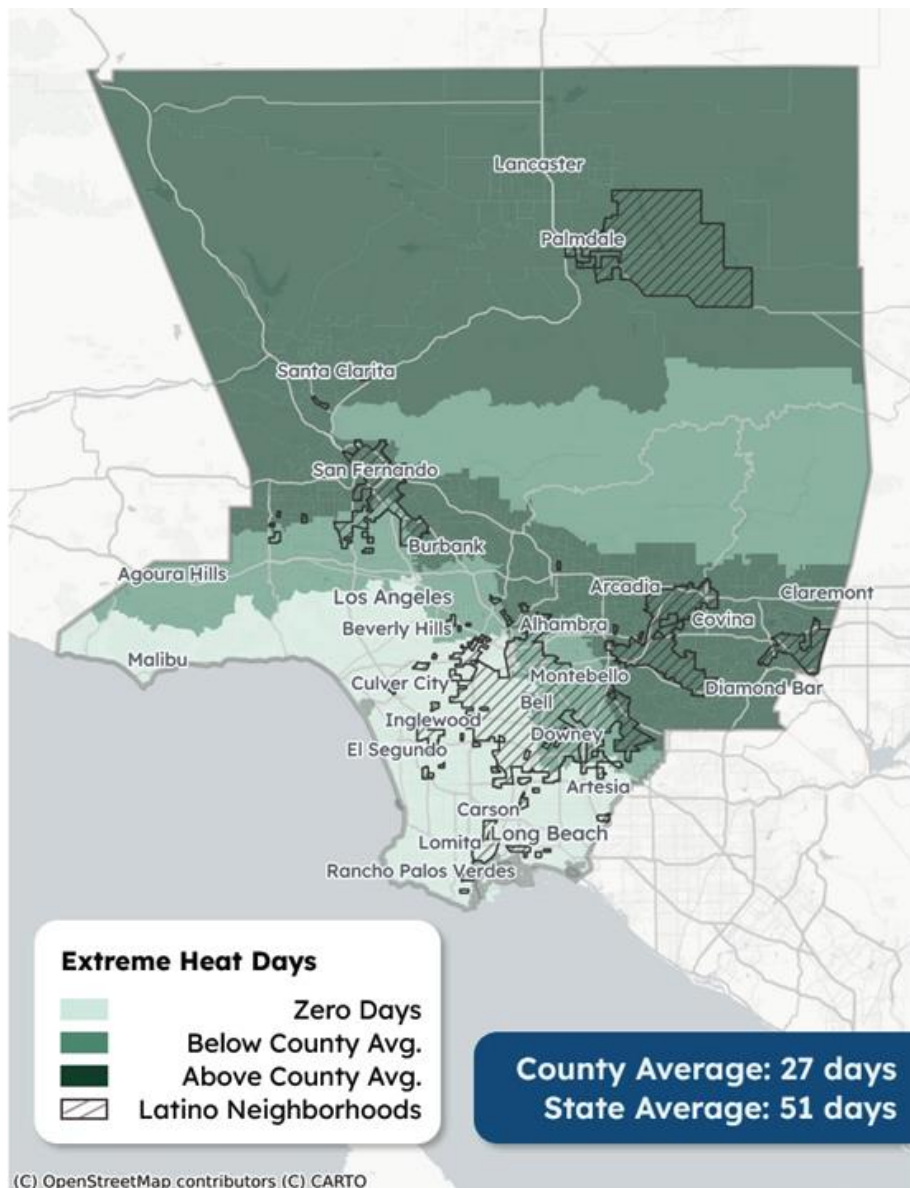 Lancaster
Palmdale
Santa Clarita
San Fernando
Burbank
Agoura Hills
Arcadia
Claremont
Los Angeles
Beverly Hills
Alhambra
Covina
Malibu
Culver City
Montebello
Diamond Bar
Bell
Inglewood
Downey
El Segundo
Artesia
Carson
Lomita
Long Beach
Rancho Palos Verdes
Extreme Heat Days
Zero Days
Below County Avg.
Above County Avg.
Latino Neighborhoods
County Average: 27 days
State Average: 51 days
(C) OpenStreetMap contributors (C) CARTO